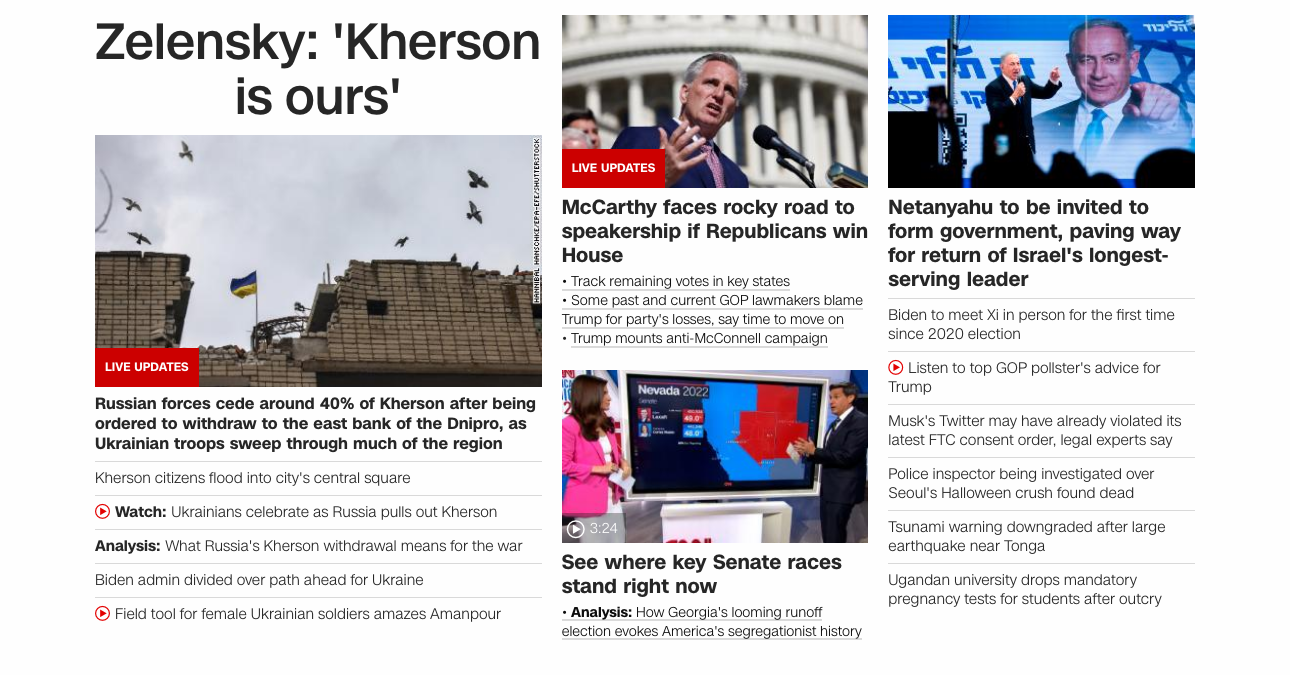 Zelensky: 'Kherson
is ours'
HANNIBAL HANSCHKE/EPA-EFE/SHUTTERSTOCK
LIVE UPDATES
Russian forces cede around 40% of Kherson after being
ordered to withdraw to the east bank of the Dnipro, as
Ukrainian troops sweep through much of the region
Kherson citizens flood into city's central square
Watch: Ukrainians celebrate as Russia pulls out Kherson
Analysis: What Russia's Kherson withdrawal means for the war
Biden admin divided over path ahead for Ukraine
Field tool for female Ukrainian soldiers amazes Amanpour
LIVE UPDATES
McCarthy faces rocky road to
speakership if Republicans win
House
• Track remaining votes in key states
• Some past and current GOP lawmakers blame
Trump for party's losses, say time to move on
• Trump mounts anti-McConnell campaign
Nevada 2022
3:24
See where key Senate races
stand right now
• Analysis: How Georgia's looming runoff
election evokes America's segregationist history
הליכוד
Netanyahu to be invited to
form government, paving way
for return of Israel's longest-
serving leader
Biden to meet Xi in person for the first time
since 2020 election
Listen to top GOP pollster's advice for
Trump
Musk's Twitter may have already violated its
latest FTC consent order, legal experts say
Police inspector being investigated over
Seoul's Halloween crush found dead
Tsunami warning downgraded after large
earthquake near Tonga
Ugandan university drops mandatory
pregnancy tests for students after outcry